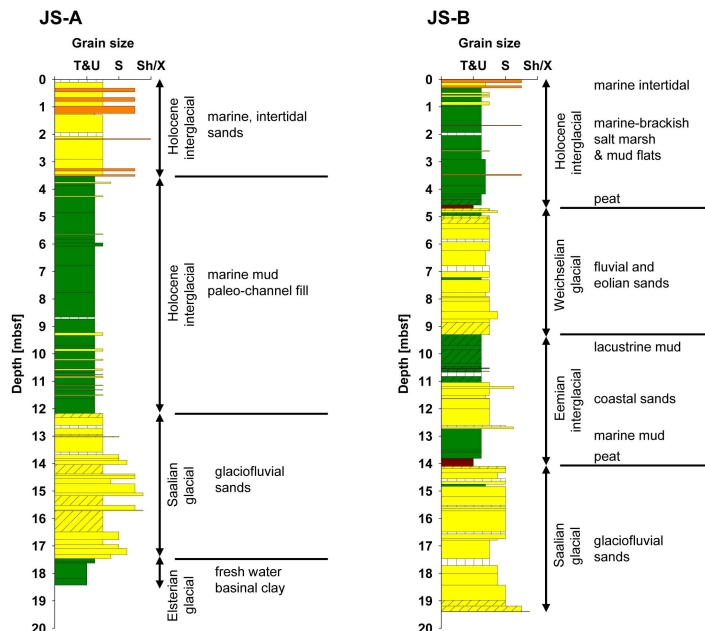 JS-A
Grain size
T&U S Sh/X
0
1
2
3
4
5
6
7
8
9
10
11
12
13
14
15
16
17
18
19
20
Depth [mbsf]
Holocene
interglacial
marine, intertidal
sands
Holocene
interglacial
marine mud
paleo-channel fill
Saalian
glacial
glaciofluvial
sands
Elsterian
glacial
fresh water
basinal clay
JS-B
Grain size
T&U S Sh/X
0
1
2
3
4
5
6
7
8
9
10
11
12
13
14
15
16
17
18
19
20
Depth [mbsf]
Holocene
interglacial
marine intertidal
marine-brackish
salt marsh
& mud flats
peat
Weichselian
glacial
fluvial and
eolian sands
Eemian
interglacial
lacustrine mud
coastal sands
marine mud
peat
Saalian
glacial
glaciofluvial
sands